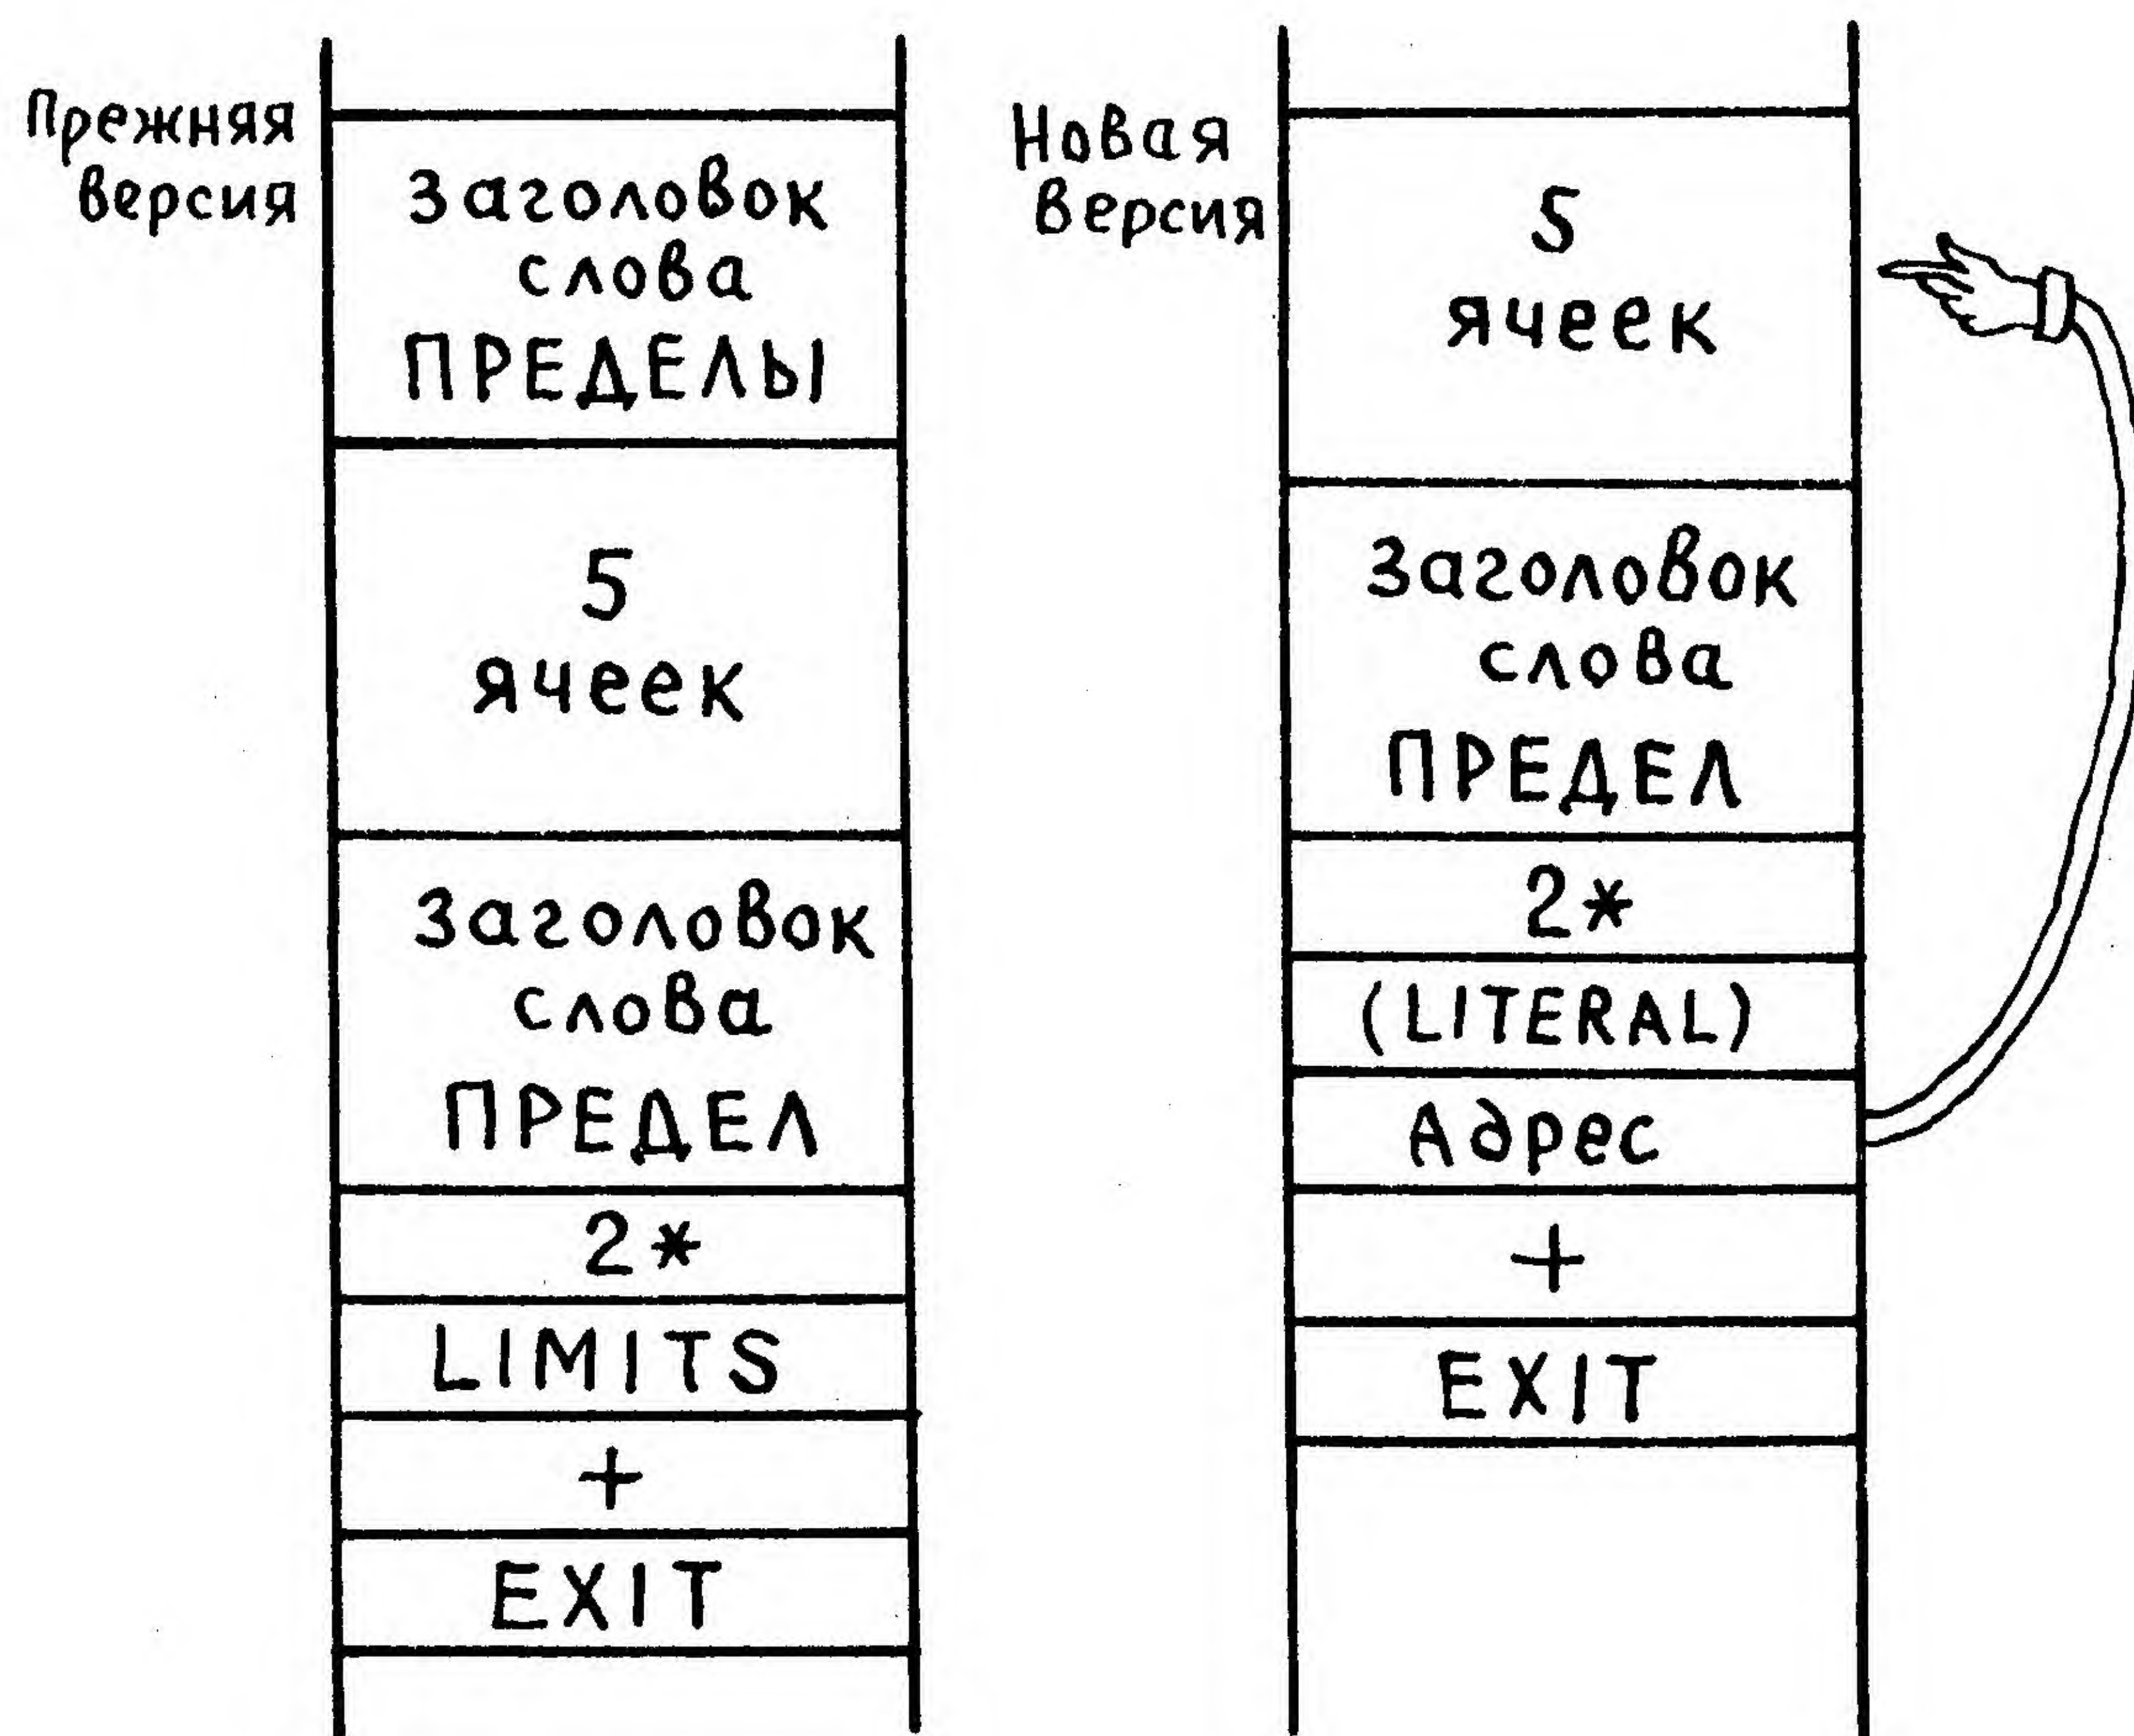 Прежняя
версия
Заголовок
слова
ПРЕДЕЛЫ
5
ячеек
Заголовок
слова
ПРЕДЕЛ
2*
LIMITS
+
EXIT
Новая
версия
5
ячеек
Заголовок
слова
ПРЕДЕЛ
2*
(LITERAL)
Адрес
+
EXIT